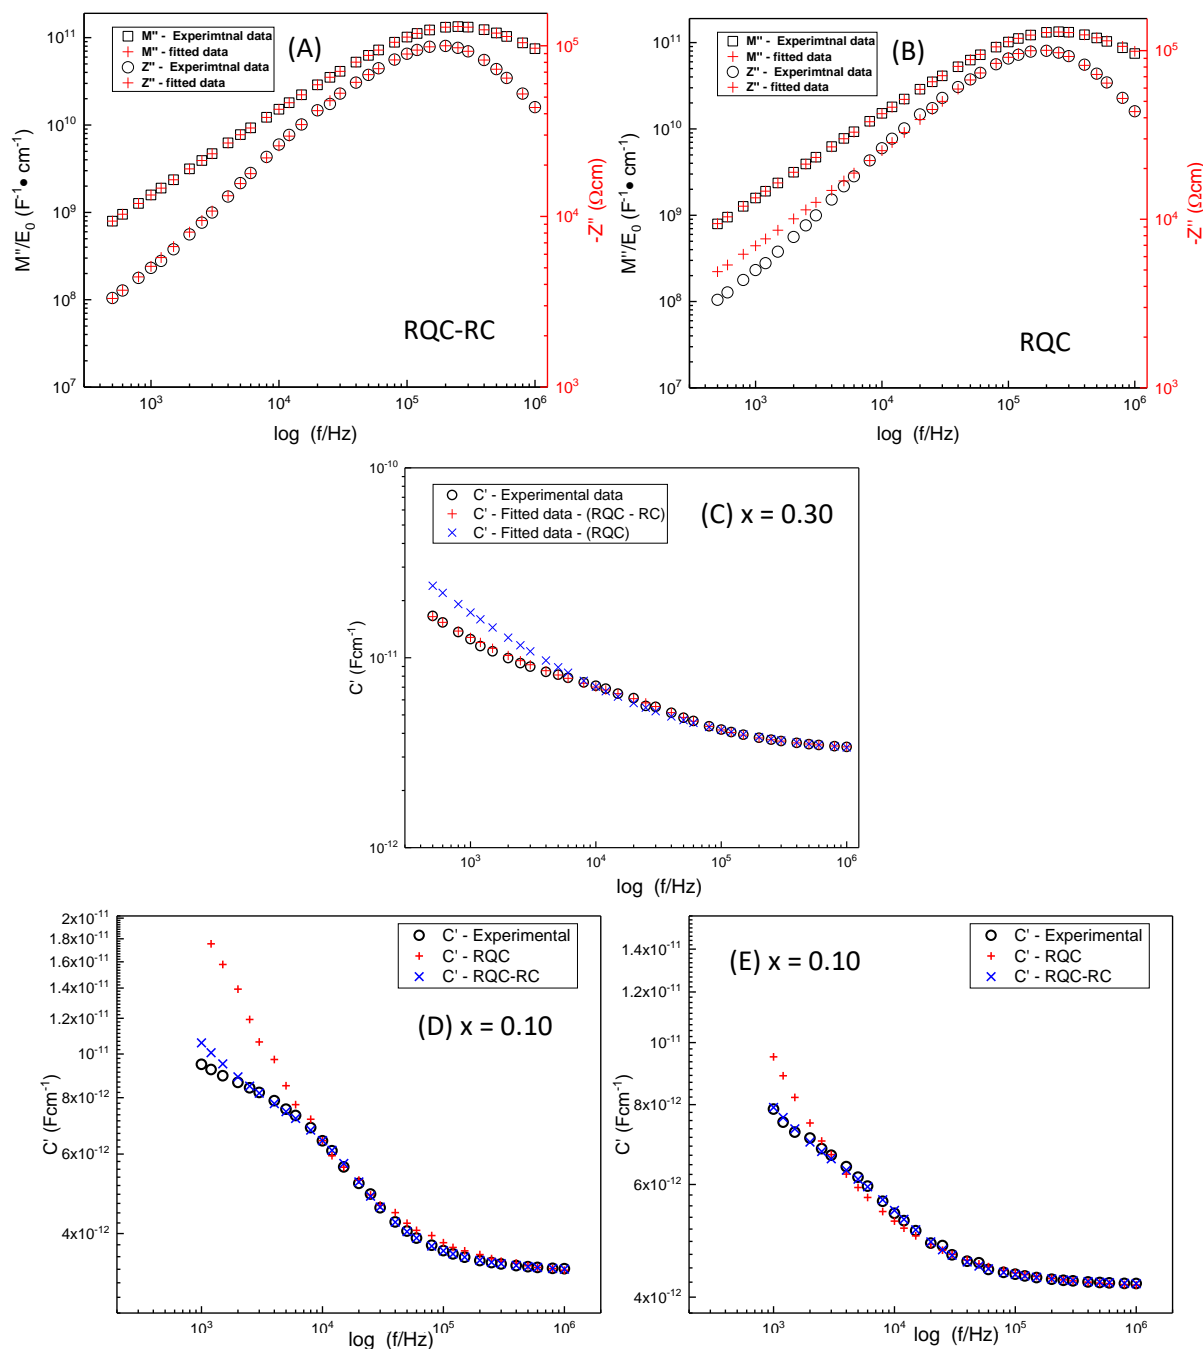 (A)
M'' - Experimtnal data
M'' - fitted data
Z'' - Experimtnal data
Z'' - fitted data
10^11
10^10
10^9
10^8
10^7
M''/E_0 (F^-1• cm^-1)
10^5
10^4
10^3
-Z'' (Ωcm)
RQC-RC
10^3 10^4 10^5 10^6
log (f/Hz)
(B)
M'' - Experimtnal data
M'' - fitted data
Z'' - Experimtnal data
Z'' - fitted data
10^11
10^10
10^9
10^8
10^7
M''/E_0 (F^-1• cm^-1)
10^5
10^4
10^3
-Z'' (Ωcm)
RQC
10^3 10^4 10^5 10^6
log (f/Hz)
10^-10
10^-11
10^-12
C' (Fcm^-1)
C' - Experimental data
C' - Fitted data - (RQC - RC)
C' - Fitted data - (RQC)
(C) x = 0.30
10^3 10^4 10^5 10^6
log (f/Hz)
2x10^-11
1.8x10^-11
1.6x10^-11
1.4x10^-11
1.2x10^-11
10^-11
8x10^-12
6x10^-12
4x10^-12
C' (Fcm^-1)
C' - Experimental
C' - RQC
C' - RQC-RC
(D) x = 0.10
10^3 10^4 10^5 10^6
log (f/Hz)
1.4x10^-11
1.2x10^-11
10^-11
8x10^-12
6x10^-12
4x10^-12
C' (Fcm^-1)
C' - Experimental
C' - RQC
C' - RQC-RC
(E) x = 0.10
10^3 10^4 10^5 10^6
log (f/Hz)